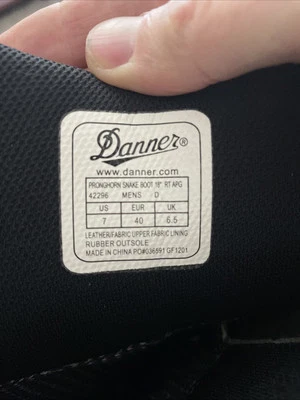 Danner®
www.danner.com
PRONGHORN SNAKE BOOT 18" RT APG
42296 MENS D
US EUR UK
7 40 6.5
LEATHER/FABRIC UPPER FABRIC LINING
RUBBER OUTSOLE
MADE IN CHINA PO#036891 GF1201